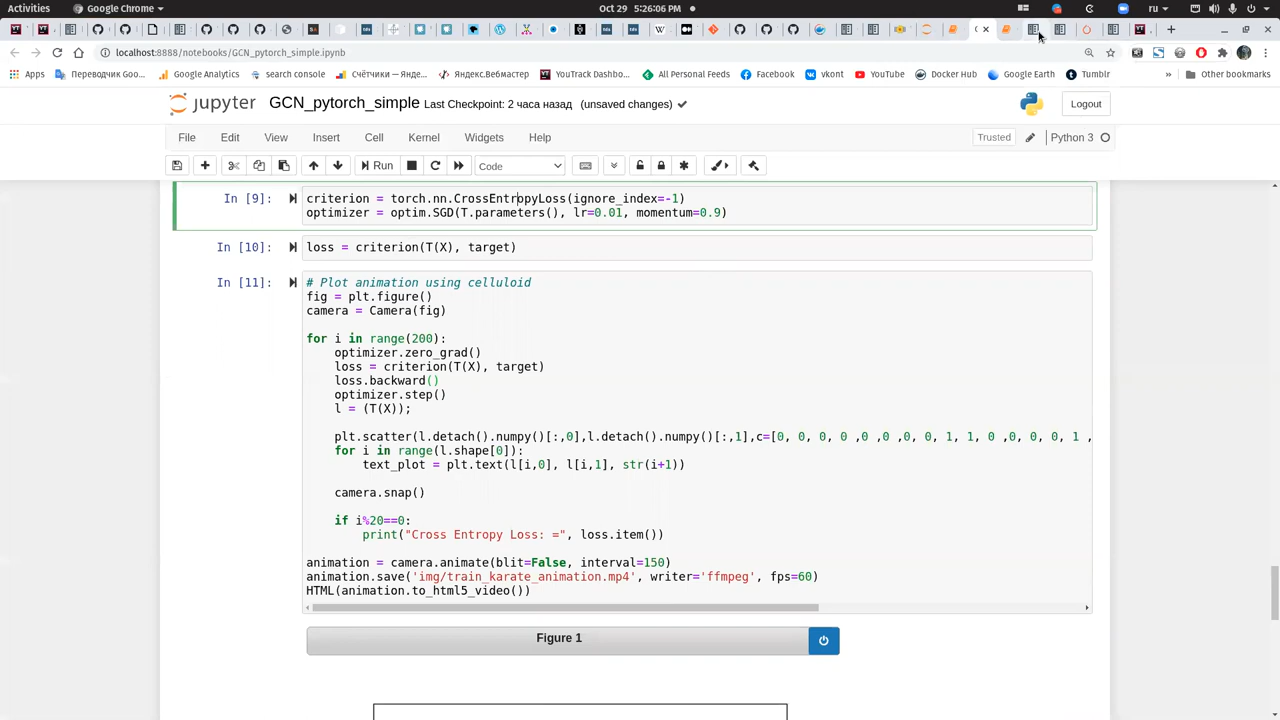 Activities
Google Chrome
Oct 29 5:26:06 PM
ru
localhost:8888/notebooks/GCN_pytorch_simple.ipynb
Apps
Переводчик Goo...
Google Analytics
search console
Счётчики — Янде...
Яндекс.Вебмастер
YouTrack Dashbo...
All Personal Feeds
Facebook
vkont
YouTube
Docker Hub
Google Earth
Tumblr
»
Other bookmarks
jupyter GCN_pytorch_simple Last Checkpoint: 2 часа назад (unsaved changes)
Logout
File Edit View Insert Cell Kernel Widgets Help
Trusted
Python 3
Run
Code
In [9]:
criterion = torch.nn.CrossEntropyLoss(ignore_index=-1)
optimizer = optim.SGD(T.parameters(), lr=0.01, momentum=0.9)
In [10]:
loss = criterion(T(X), target)
In [11]:
# Plot animation using celluloid
fig = plt.figure()
camera = Camera(fig)
for i in range(200):
optimizer.zero_grad()
loss = criterion(T(X), target)
loss.backward()
optimizer.step()
l = (T(X));
plt.scatter(l.detach().numpy()[:,0],l.detach().numpy()[:,1],c=[0, 0, 0, 0 ,0 ,0 ,0, 0, 1, 1, 0 ,0, 0, 0, 1 ,
for i in range(l.shape[0]):
text_plot = plt.text(l[i,0], l[i,1], str(i+1))
camera.snap()
if i%20==0:
print("Cross Entropy Loss: =", loss.item())
animation = camera.animate(blit=False, interval=150)
animation.save('img/train_karate_animation.mp4', writer='ffmpeg', fps=60)
HTML(animation.to_html5_video())
Figure 1